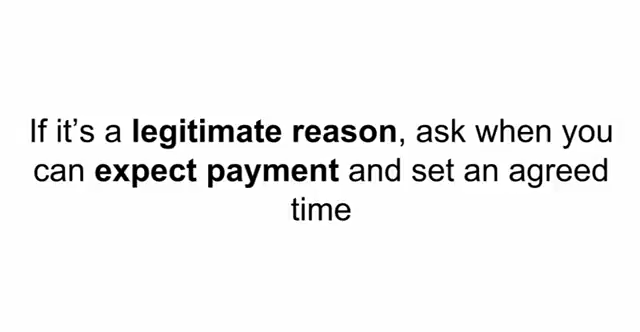 If it’s a legitimate reason, ask when you
can expect payment and set an agreed
time